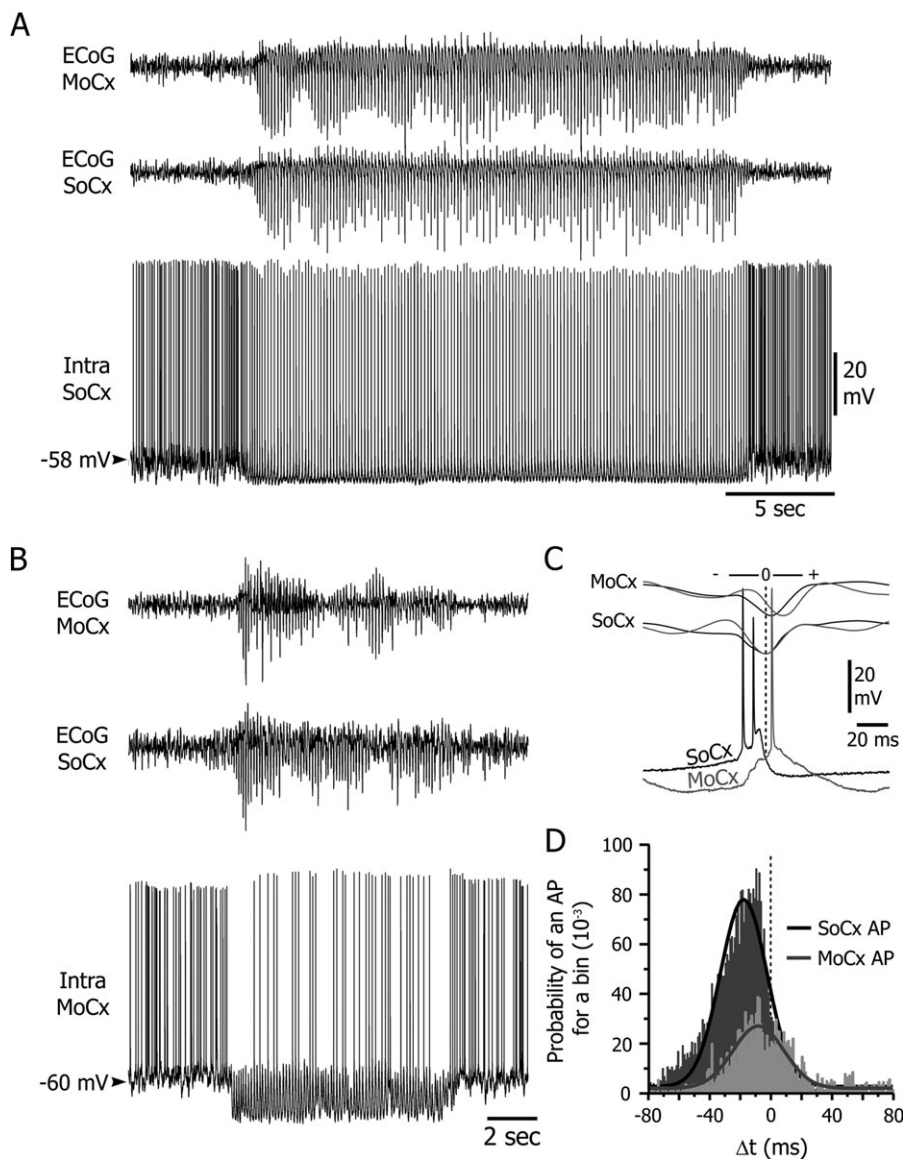 A
ECoG
MoCx
ECoG
SoCx
Intra
SoCx
20
mV
-58 mV
5 sec
B
ECoG
MoCx
ECoG
SoCx
Intra
MoCx
-60 mV
2 sec
C
- 0 +
MoCx
SoCx
20
mV
20 ms
SoCx
MoCx
D
Probability of an AP
for a bin (10⁻³)
100
80
60
40
20
0
SoCx AP
MoCx AP
-80 -40 0 40 80
Δt (ms)